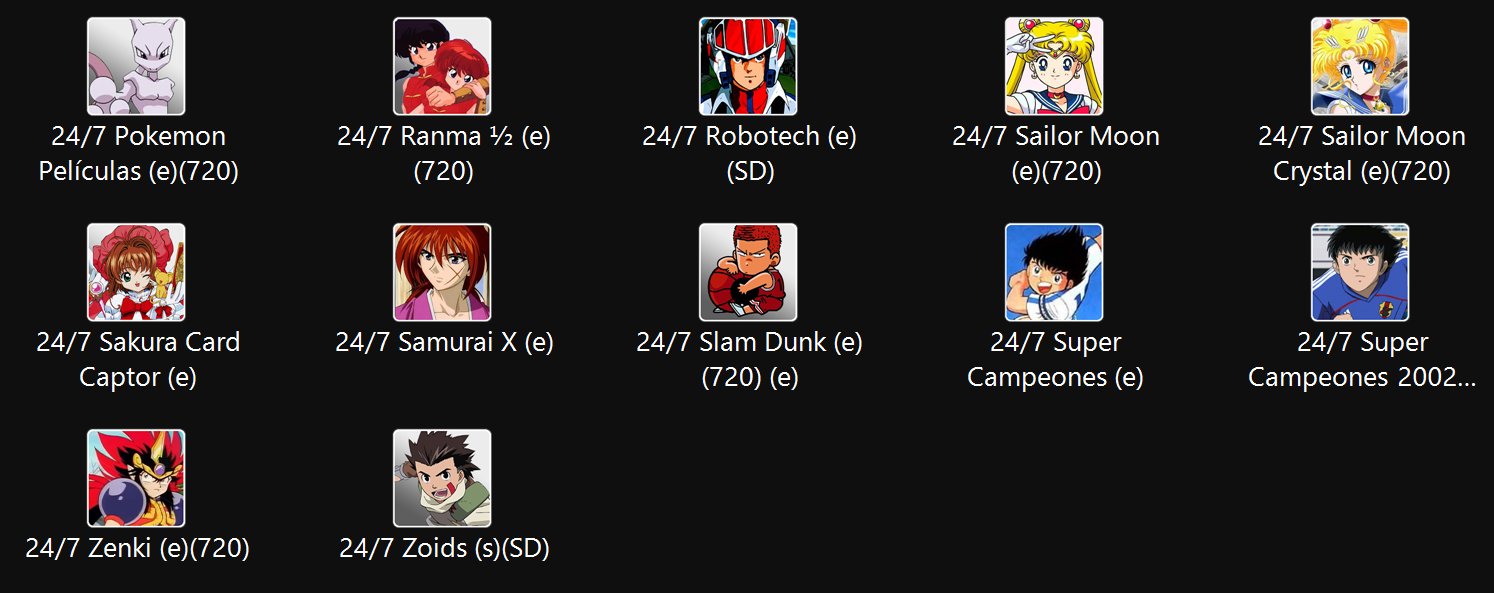 24/7 Pokemon
Películas (e)(720)
24/7 Ranma ½ (e)
(720)
24/7 Robotech (e)
(SD)
24/7 Sailor Moon
(e)(720)
24/7 Sailor Moon
Crystal (e)(720)
24/7 Sakura Card
Captor (e)
24/7 Samurai X (e)
24/7 Slam Dunk (e)
(720) (e)
24/7 Super
Campeones (e)
24/7 Super
Campeones 2002...
24/7 Zenki (e)(720)
24/7 Zoids (s)(SD)